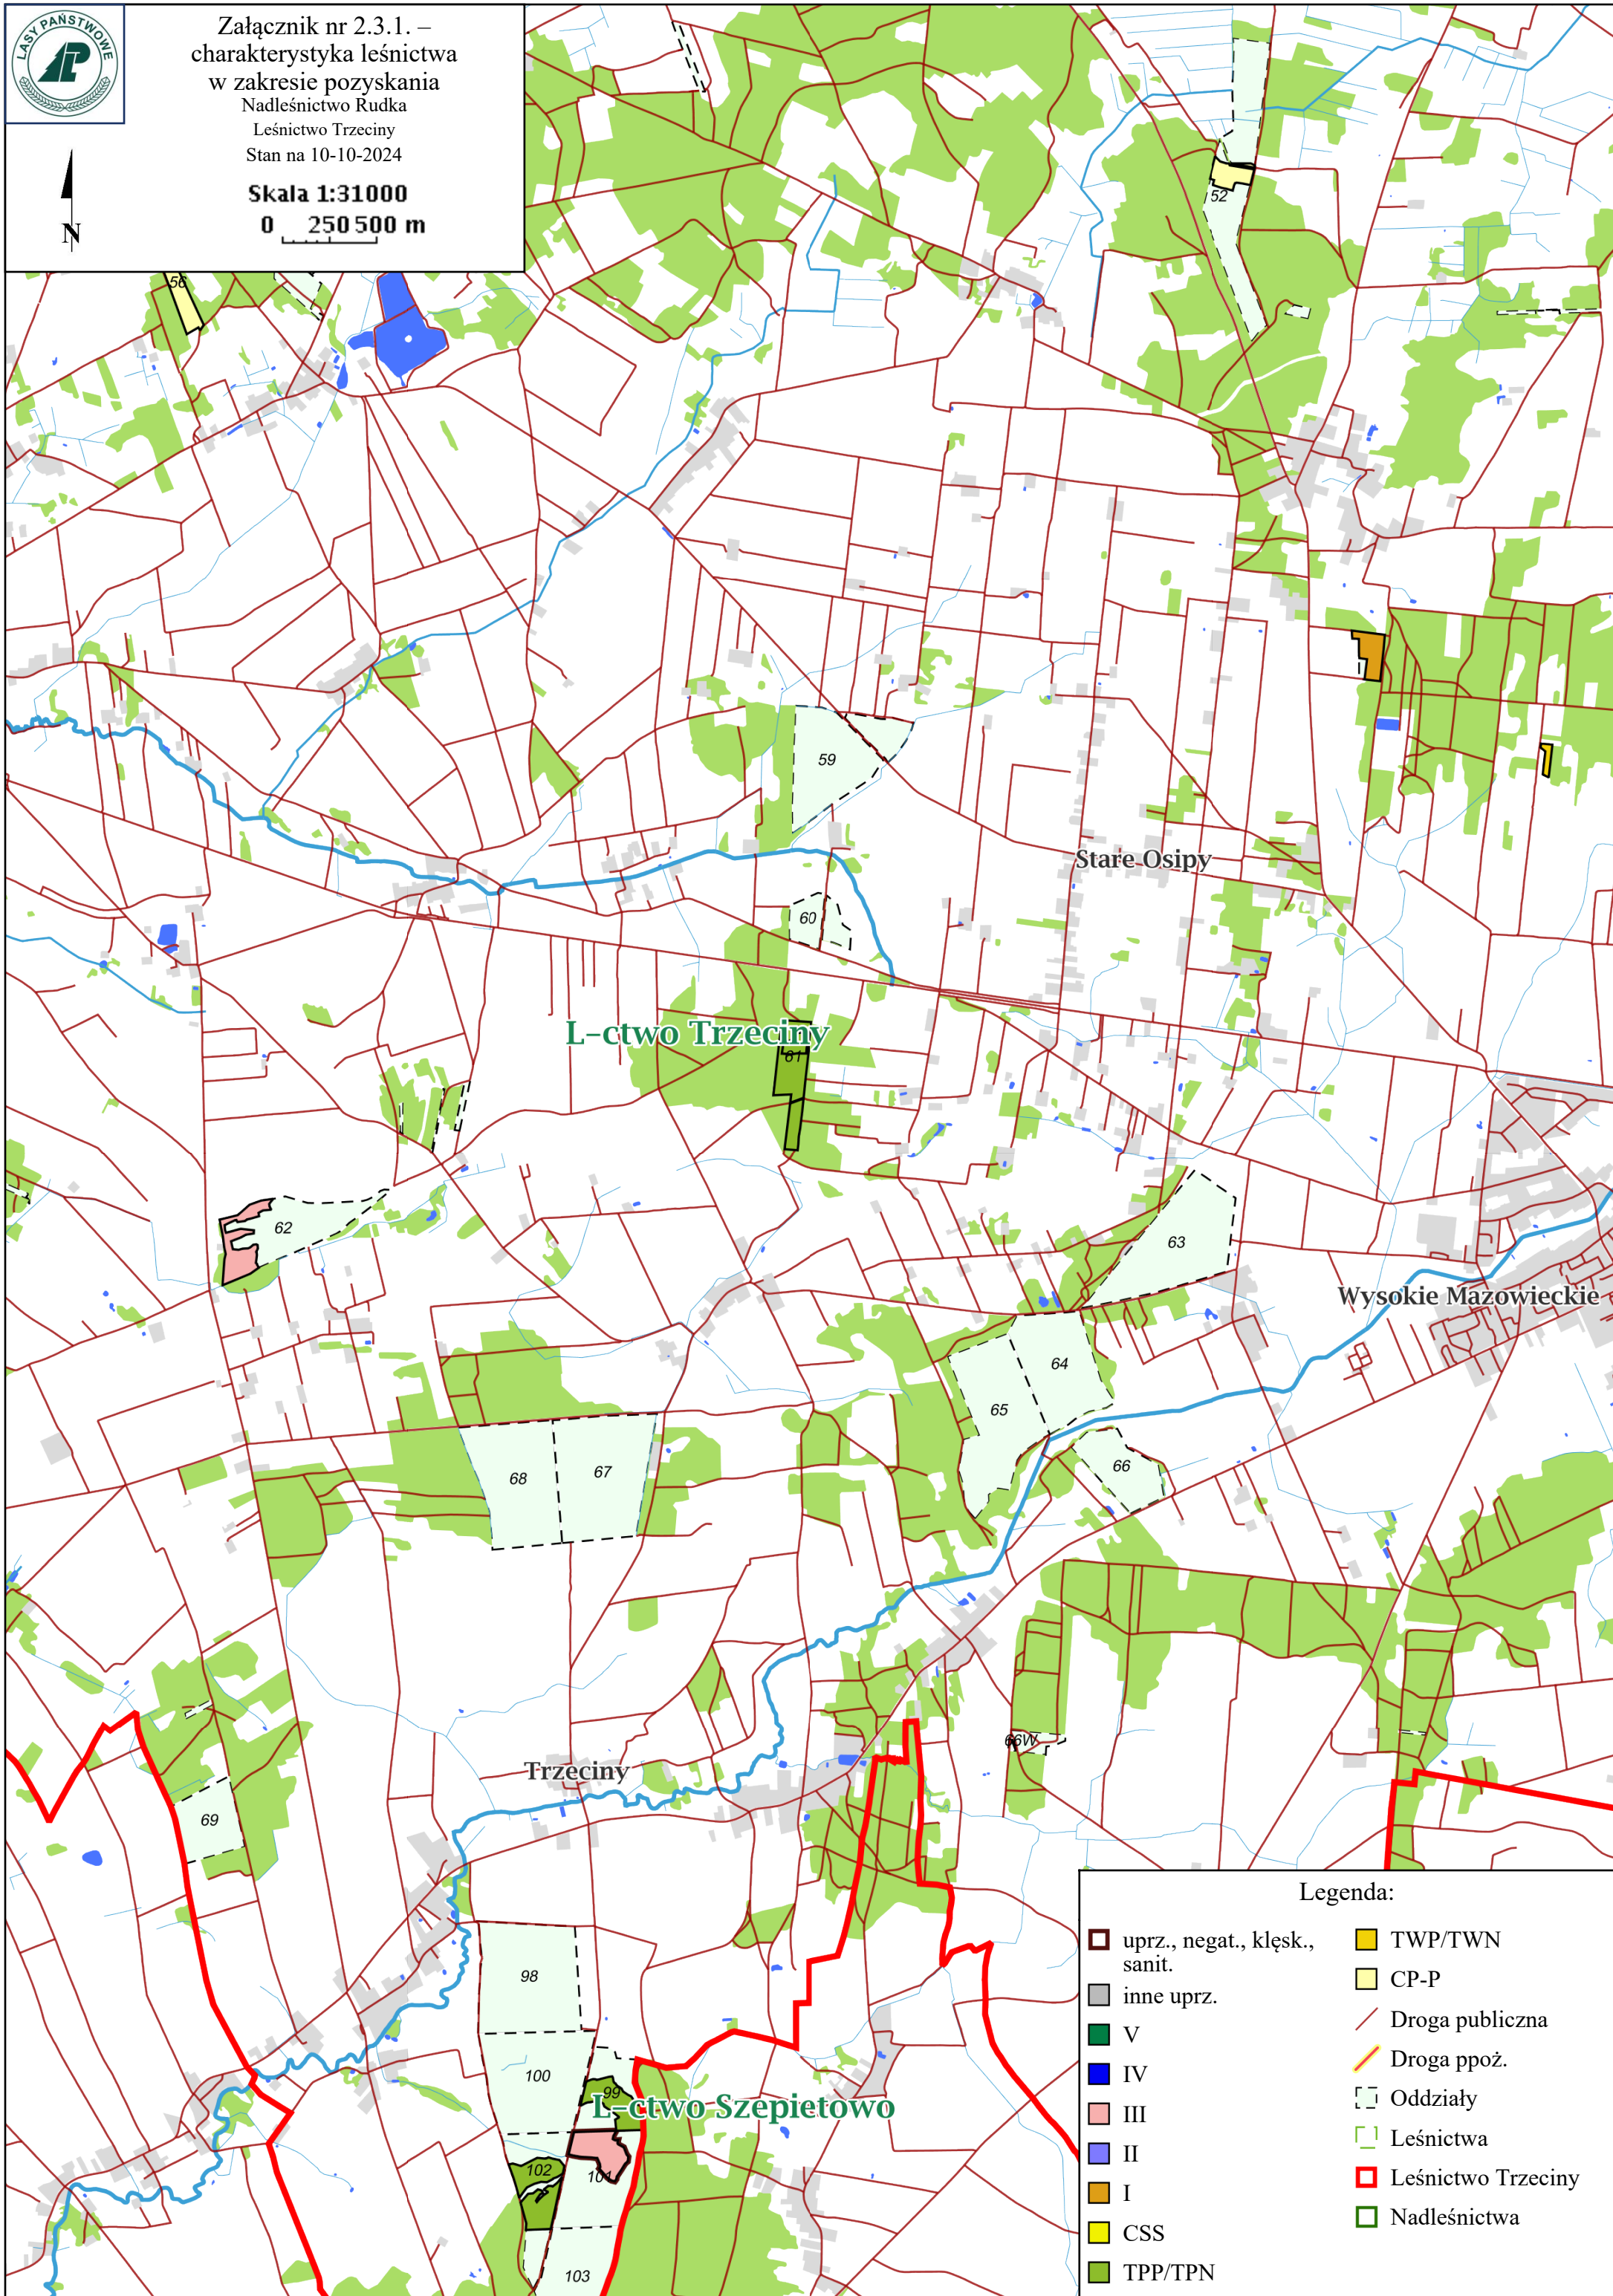 LASY PAŃSTWOWE
Załącznik nr 2.3.1. –
charakterystyka leśnictwa
w zakresie pozyskania
Nadleśnictwo Rudka
Leśnictwo Trzeciny
Stan na 10-10-2024
Skala 1:31000
0 250 500 m
N
52
56
59
Stare Osipy
60
L-ctwo Trzeciny
61
62
63
Wysokie Mazowieckie
64
65
66
67
68
66W
Trzeciny
69
98
100
99
L-ctwo Szepietowo
102
101
103
Legenda:
uprz., negat., klęsk.,
sanit.
inne uprz.
V
IV
III
II
I
CSS
TPP/TPN
TWP/TWN
CP-P
Droga publiczna
Droga ppoż.
Oddziały
Leśnictwa
Leśnictwo Trzeciny
Nadleśnictwa